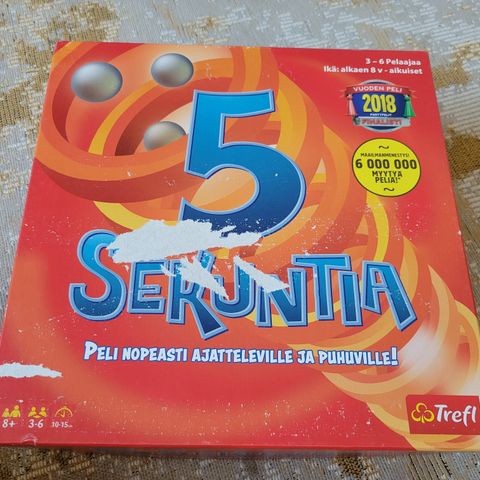 3 – 6 Pelaajaa
Ikä: alkaen 8 v - aikuiset
VUODEN PELI
2018
PARTYPELIT
FINALISTI
MAAILMANMENESTYS!
6 000 000
MYYTYÄ
PELIÄ!*
5
SEKUNTIA
PELI NOPEASTI AJATTELEVILLE JA PUHUVILLE!
8+ 3-6 10-15
Trefl